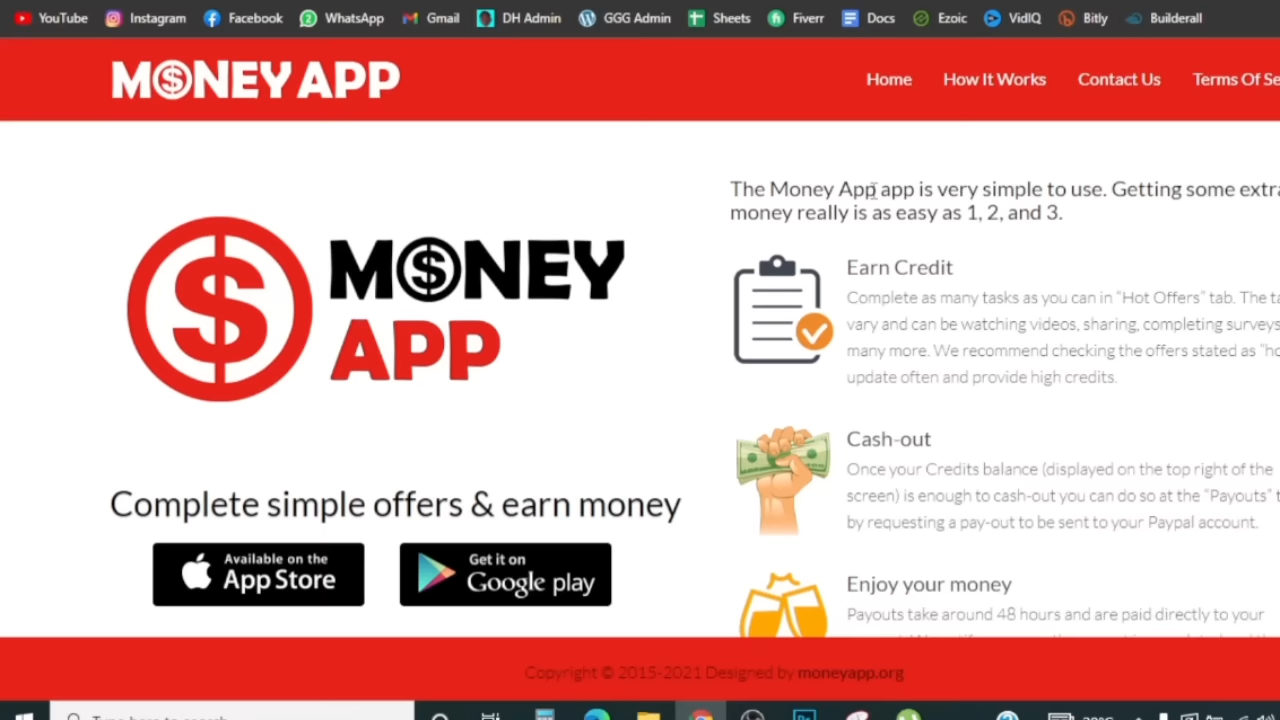 YouTube Instagram Facebook WhatsApp Gmail DH Admin GGG Admin Sheets Fiverr Docs Ezoic VidIQ Bitly Builderall
MONEY APP
Home How It Works Contact Us Terms Of Se
The Money App app is very simple to use. Getting some extra
money really is as easy as 1, 2, and 3.
MONEY
APP
Earn Credit
Complete as many tasks as you can in “Hot Offers” tab. The ta
vary and can be watching videos, sharing, completing surveys
many more. We recommend checking the offers stated as “ho
update often and provide high credits.
Cash-out
Once your Credits balance (displayed on the top right of the
screen) is enough to cash-out you can do so at the “Payouts” t
by requesting a pay-out to be sent to your Paypal account.
Complete simple offers & earn money
Available on the
App Store
Get it on
Google play
Enjoy your money
Payouts take around 48 hours and are paid directly to your
Copyright © 2015-2021 Designed by moneyapp.org
Type here to search